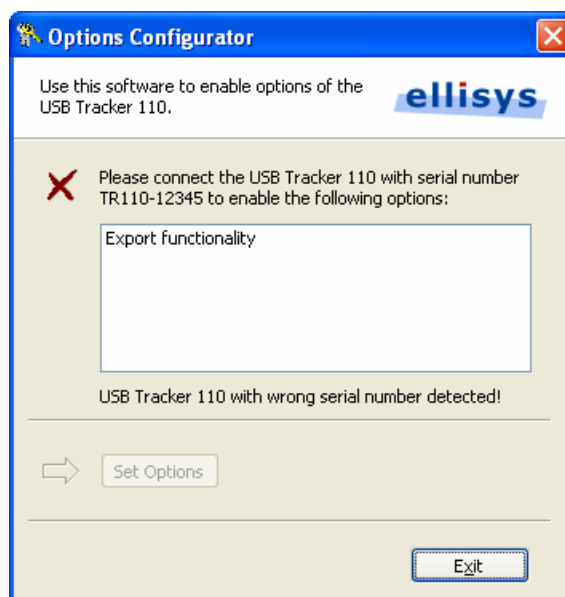 Options Configurator
Use this software to enable options of the
USB Tracker 110.
ellisys
Please connect the USB Tracker 110 with serial number
TR110-12345 to enable the following options:
Export functionality
USB Tracker 110 with wrong serial number detected!
Set Options
Exit